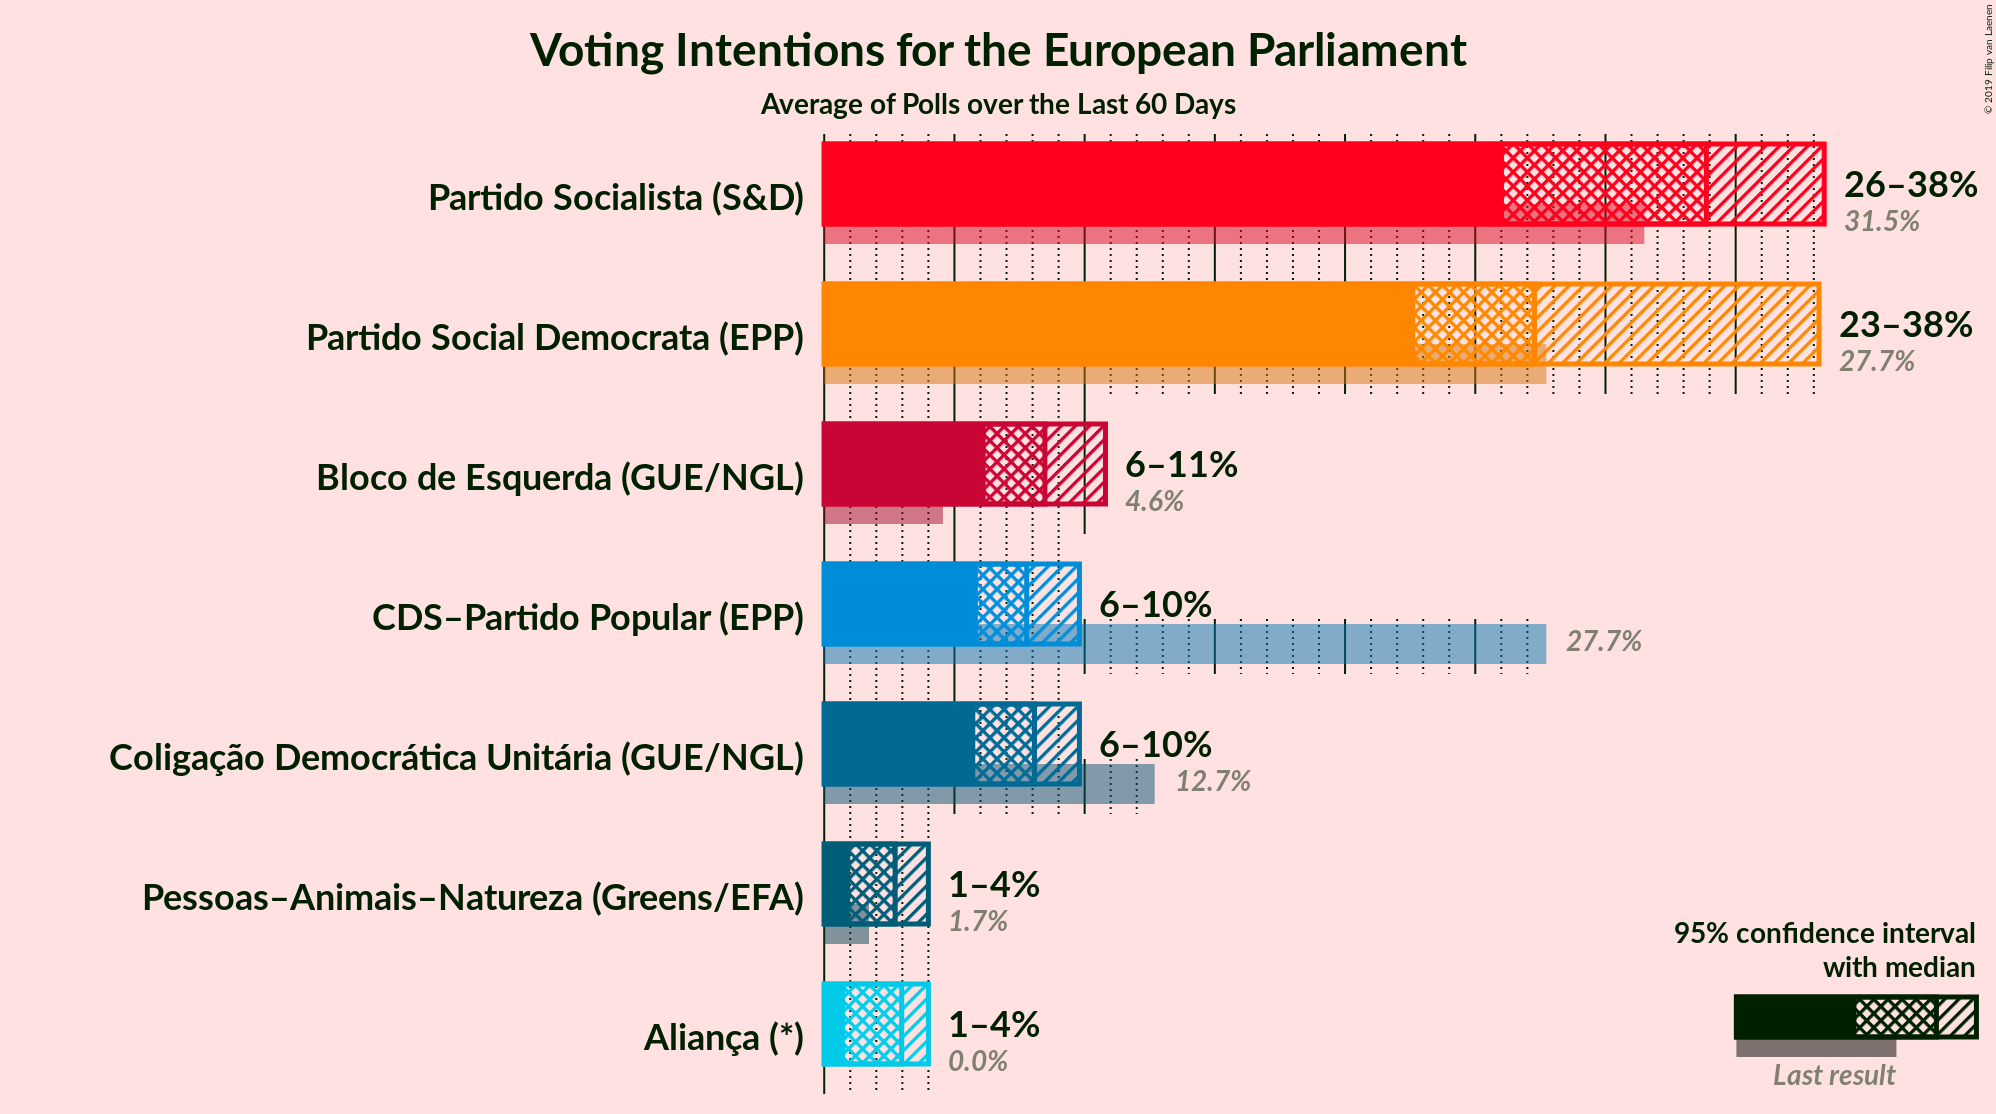 Voting Intentions for the European Parliament
Average of Polls over the Last 60 Days
© 2019 Filip van Laenen
Partido Socialista (S&D)
26–38%
31.5%
Partido Social Democrata (EPP)
23–38%
27.7%
Bloco de Esquerda (GUE/NGL)
6–11%
4.6%
CDS–Partido Popular (EPP)
6–10%
27.7%
Coligação Democrática Unitária (GUE/NGL)
6–10%
12.7%
Pessoas–Animais–Natureza (Greens/EFA)
1–4%
1.7%
Aliança (*)
1–4%
0.0%
95% confidence interval
with median
Last result